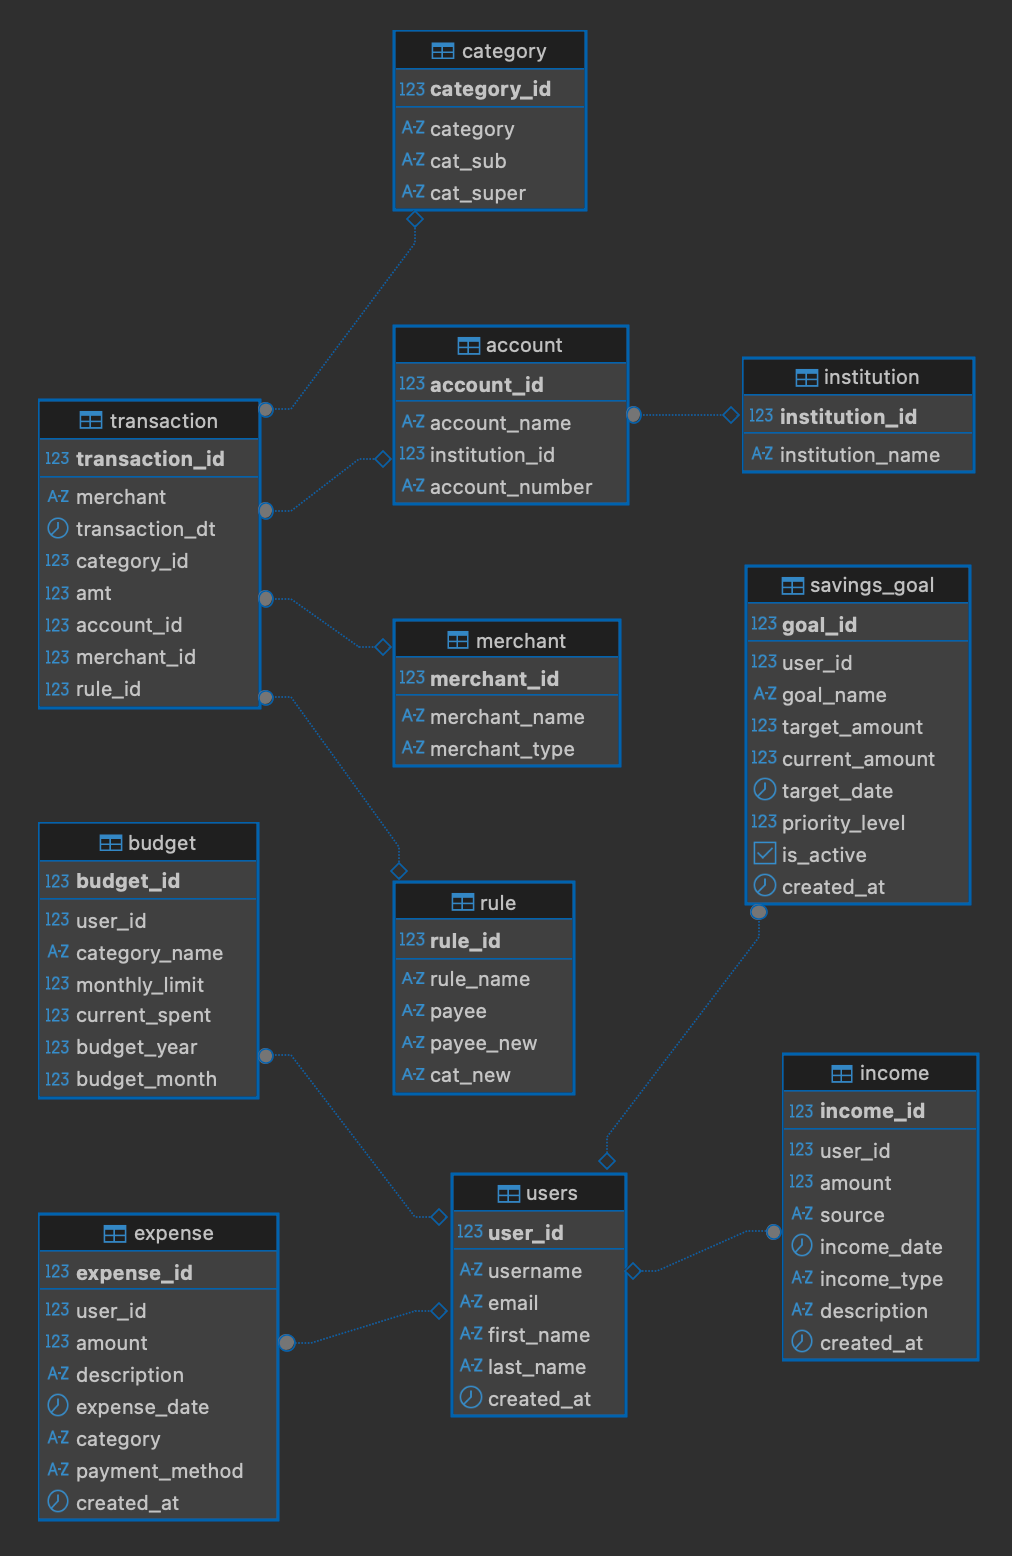 category
123 category_id
A-Z category
A-Z cat_sub
A-Z cat_super
account
123 account_id
A-Z account_name
123 institution_id
A-Z account_number
institution
123 institution_id
A-Z institution_name
transaction
123 transaction_id
A-Z merchant
transaction_dt
123 category_id
123 amt
123 account_id
123 merchant_id
123 rule_id
merchant
123 merchant_id
A-Z merchant_name
A-Z merchant_type
savings_goal
123 goal_id
123 user_id
A-Z goal_name
123 target_amount
123 current_amount
target_date
123 priority_level
is_active
created_at
budget
123 budget_id
123 user_id
A-Z category_name
123 monthly_limit
123 current_spent
123 budget_year
123 budget_month
rule
123 rule_id
A-Z rule_name
A-Z payee
A-Z payee_new
A-Z cat_new
income
123 income_id
123 user_id
123 amount
A-Z source
income_date
A-Z income_type
A-Z description
created_at
users
123 user_id
A-Z username
A-Z email
A-Z first_name
A-Z last_name
created_at
expense
123 expense_id
123 user_id
123 amount
A-Z description
expense_date
A-Z category
A-Z payment_method
created_at